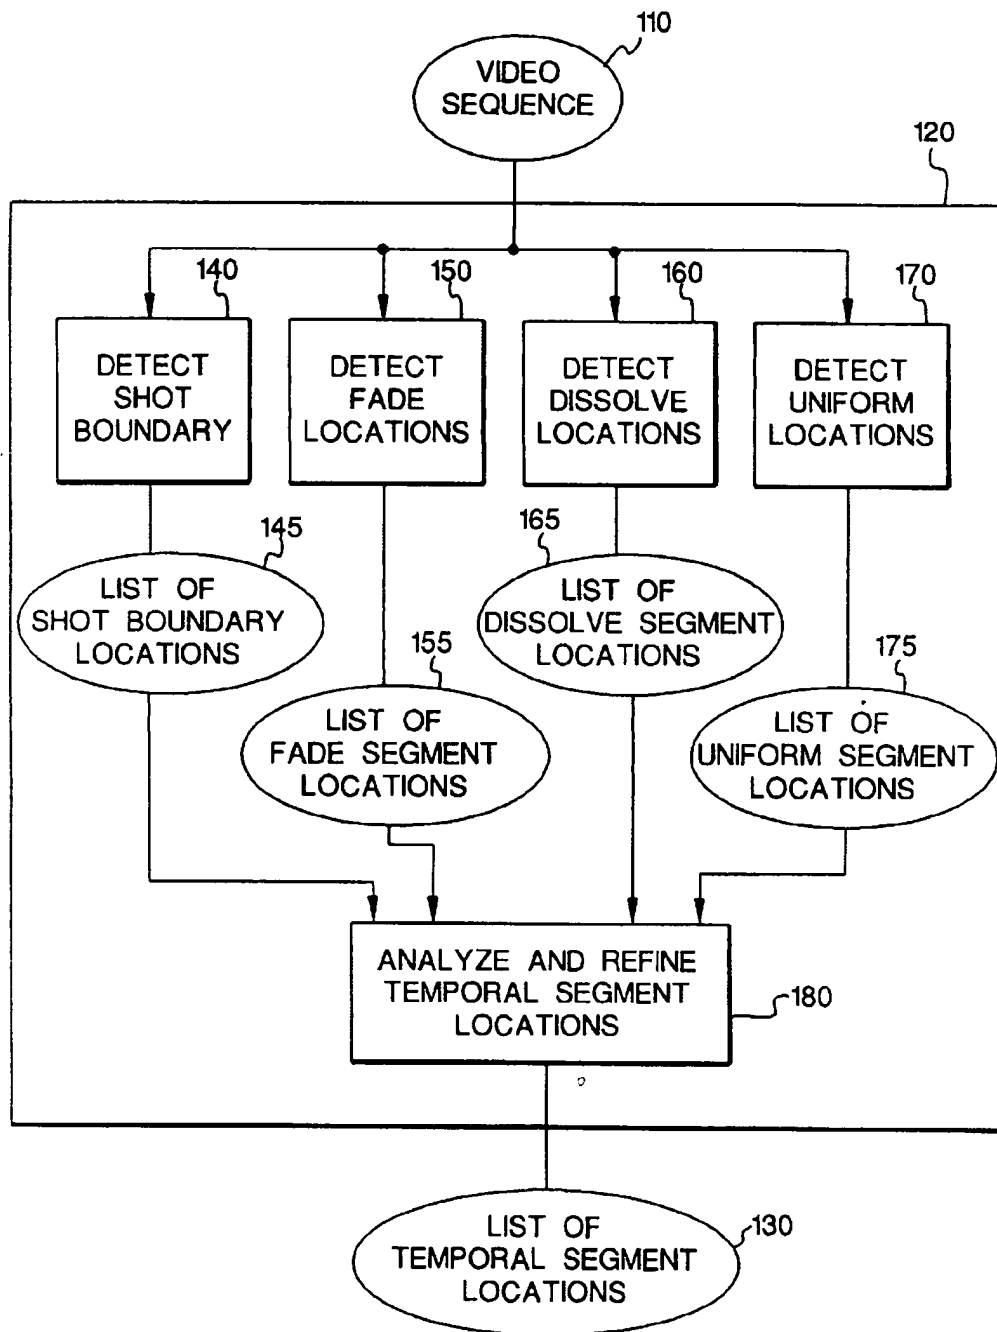 110
VIDEO
SEQUENCE
120
140
150
160
170
DETECT
SHOT
BOUNDARY
DETECT
FADE
LOCATIONS
DETECT
DISSOLVE
LOCATIONS
DETECT
UNIFORM
LOCATIONS
145
LIST OF
SHOT BOUNDARY
LOCATIONS
155
LIST OF
FADE SEGMENT
LOCATIONS
165
LIST OF
DISSOLVE SEGMENT
LOCATIONS
175
LIST OF
UNIFORM SEGMENT
LOCATIONS
ANALYZE AND REFINE
TEMPORAL SEGMENT
LOCATIONS
180
LIST OF
TEMPORAL SEGMENT
LOCATIONS
130